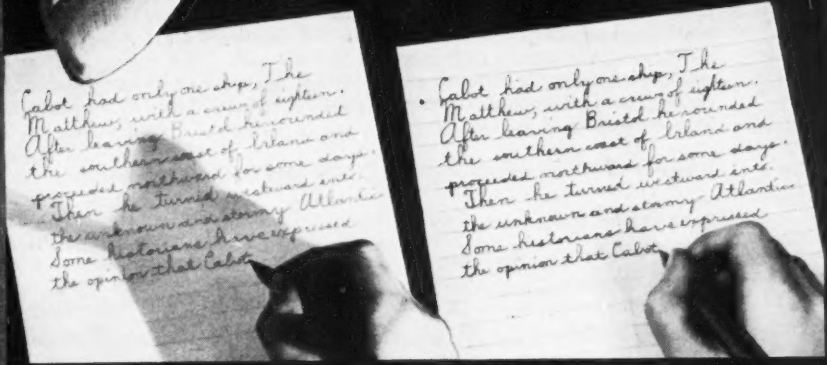 Cabot had only one ship, The
Matthew, with a crew of eighteen.
After leaving Bristol he rounded
the southern coast of Ireland and
proceeded northward for some days.
Then he turned westward into
the unknown and stormy Atlantic
Some historians have expressed
the opinion that Cabot
Cabot had only one ship, The
Matthew, with a crew of eighteen.
After leaving Bristol he rounded
the southern coast of Ireland and
proceeded northward for some days.
Then he turned westward into
the unknown and stormy Atlantic
Some historians have expressed
the opinion that Cabot